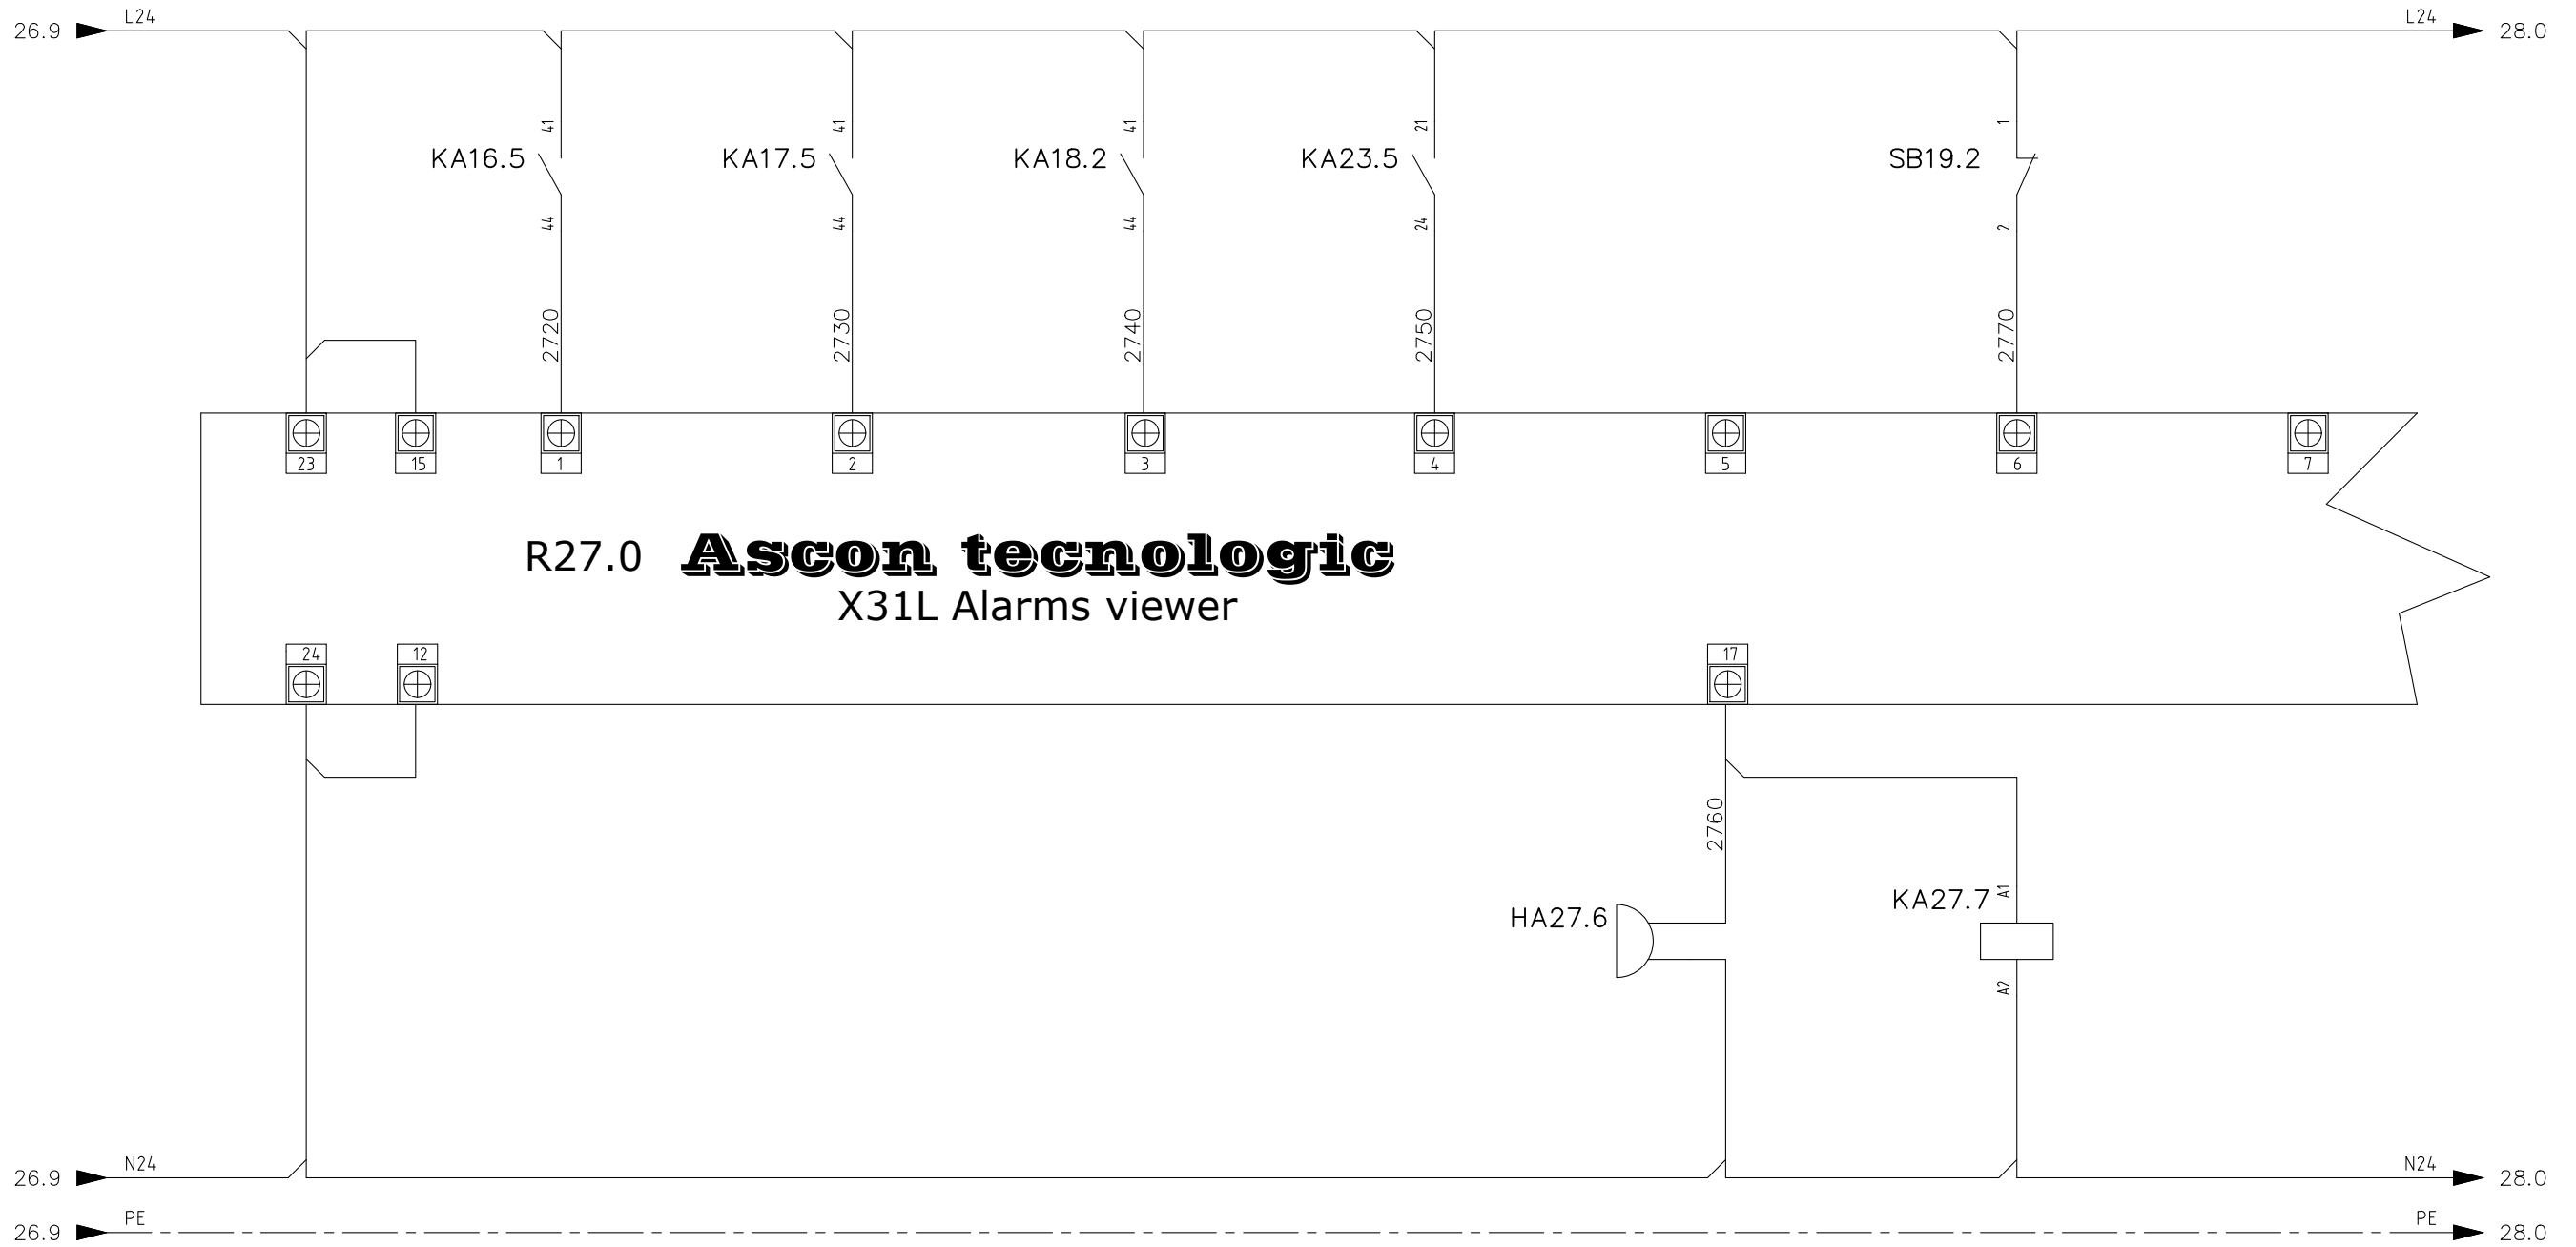 L24 L24
26.9 28.0
41 41 41 21 1
KA16.5 KA17.5 KA18.2 KA23.5 SB19.2
44 44 44 24 2
2720 2730 2740 2750 2770
23 15 1 2 3 4 5 6 7
R27.0 Ascon tecnologic
X31L Alarms viewer
24 12 17
2760
HA27.6 KA27.7 A1
A2
N24 N24
26.9 28.0
PE PE
26.9 28.0